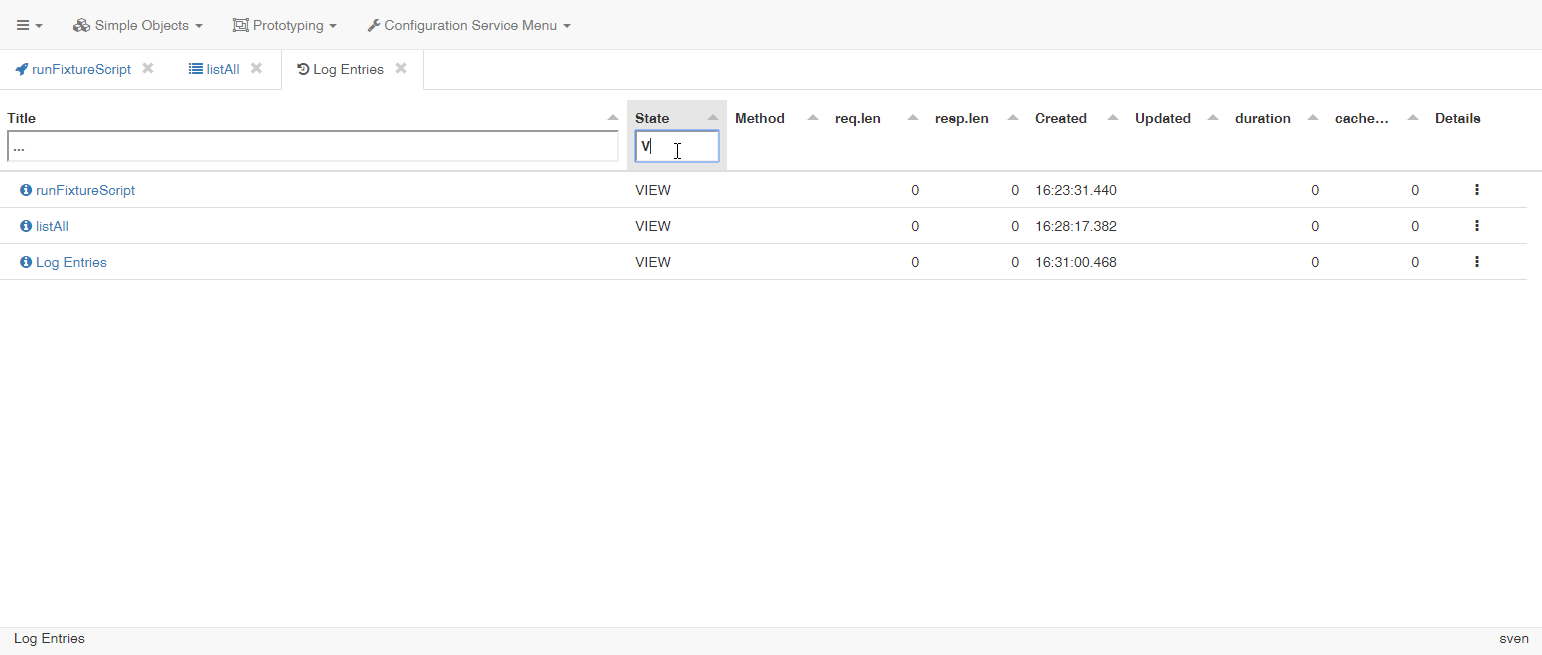 Simple Objects Prototyping Configuration Service Menu
runFixtureScript listAll Log Entries
Title State Method req.len resp.len Created Updated duration cache... Details
... V
runFixtureScript VIEW 0 0 16:23:31.440 0 0
listAll VIEW 0 0 16:28:17.382 0 0
Log Entries VIEW 0 0 16:31:00.468 0 0
Log Entries sven